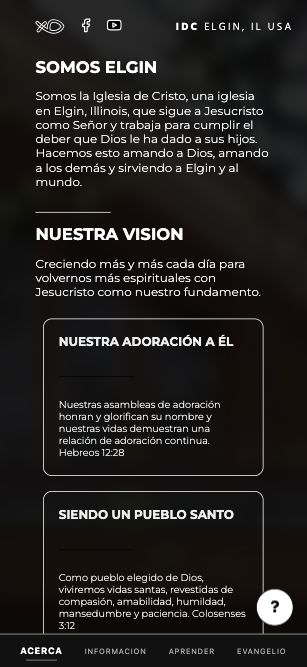 IDC ELGIN, IL USA
SOMOS ELGIN
Somos la Iglesia de Cristo, una iglesia
en Elgin, Illinois, que sigue a Jesucristo
como Señor y trabaja para cumplir el
deber que Dios le ha dado a sus hijos.
Hacemos esto amando a Dios, amando
a los demás y sirviendo a Elgin y al
mundo.
NUESTRA VISION
Creciendo más y más cada día para
volvernos más espirituales con
Jesucristo como nuestro fundamento.
NUESTRA ADORACIÓN A ÉL
Nuestras asambleas de adoración
honran y glorifican su nombre y
nuestras vidas demuestran una
relación de adoración continua.
Hebreos 12:28
SIENDO UN PUEBLO SANTO
Como pueblo elegido de Dios,
viviremos vidas santas, revestidas de
compasión, amabilidad, humildad,
mansedumbre y paciencia. Colosenses
3:12
?
ACERCA INFORMACION APRENDER EVANGELIO